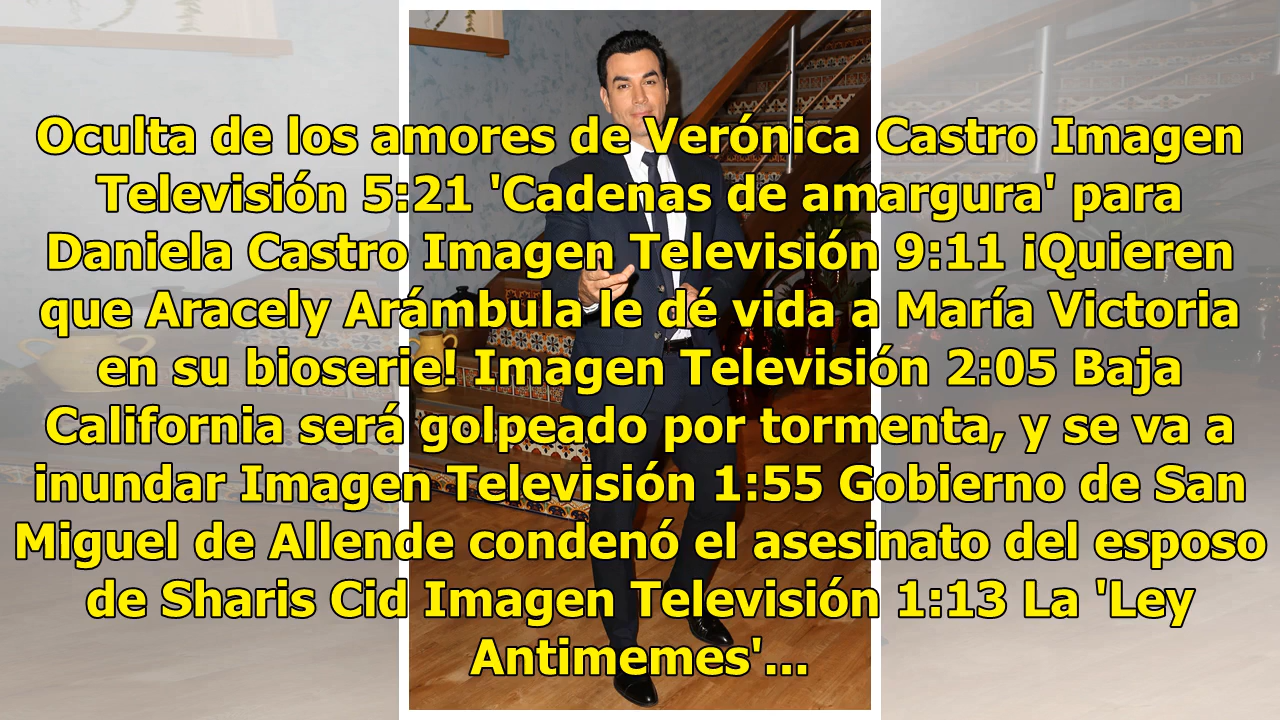 Oculta de los amores de Verónica Castro Imagen
Televisión 5:21 'Cadenas de amargura' para
Daniela Castro Imagen Televisión 9:11 ¡Quieren
que Aracely Arámbula le dé vida a María Victoria
en su bioserie! Imagen Televisión 2:05 Baja
California será golpeado por tormenta, y se va a
inundar Imagen Televisión 1:55 Gobierno de San
Miguel de Allende condenó el asesinato del esposo
de Sharis Cid Imagen Televisión 1:13 La 'Ley
Antimemes'...